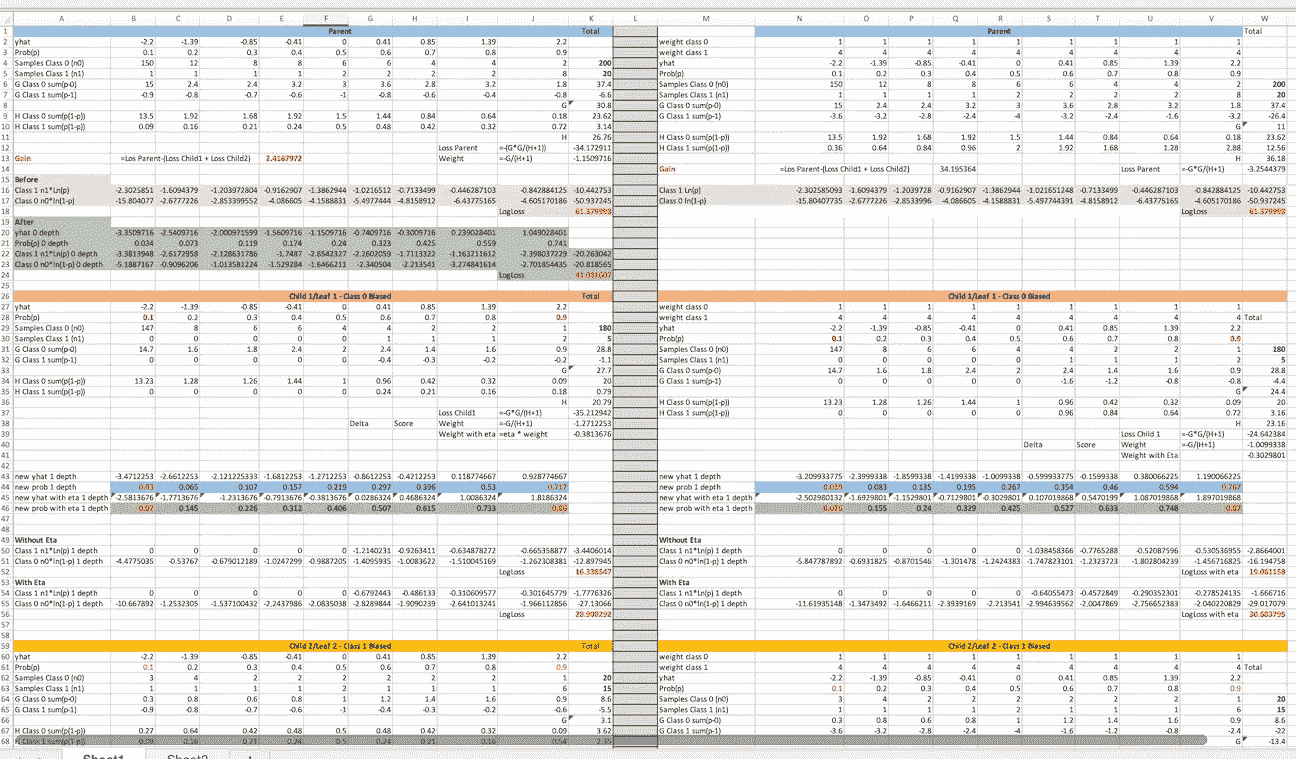 A B C D E F G H I J K L M N O P Q R S T U V W
1 Parent Total Parent Total
2 yhat -2.2 -1.39 -0.85 -0.41 0 0.41 0.85 1.39 2.2 weight class 0 1 1 1 1 1 1 1 1 1
3 Prob(p) 0.1 0.2 0.3 0.4 0.5 0.6 0.7 0.8 0.9 weight class 1 4 4 4 4 4 4 4 4 4
4 Samples Class 0 (n0) 150 12 8 8 6 6 4 4 2 200 yhat -2.2 -1.39 -0.85 -0.41 0 0.41 0.85 1.39 2.2
5 Samples Class 1 (n1) 1 1 1 1 2 2 2 2 8 20 Prob(p) 0.1 0.2 0.3 0.4 0.5 0.6 0.7 0.8 0.9
6 G Class 0 sum(p-0) 15 2.4 2.4 3.2 3 3.6 2.8 3.2 1.8 37.4 Samples Class 0 (n0) 150 12 8 8 6 6 4 4 2 200
7 G Class 1 sum(p-1) -0.9 -0.8 -0.7 -0.6 -1 -0.8 -0.6 -0.4 -0.8 -6.6 Samples Class 1 (n1) 1 1 1 1 2 2 2 2 8 20
8 G 30.8 G Class 0 sum(p-0) 15 2.4 2.4 3.2 3 3.6 2.8 3.2 1.8 37.4
9 H Class 0 sum(p(1-p)) 13.5 1.92 1.68 1.92 1.5 1.44 0.84 0.64 0.18 23.62 G Class 1 sum(p-1) -3.6 -3.2 -2.8 -2.4 -4 -3.2 -2.4 -1.6 -3.2 -26.4
10 H Class 1 sum(p(1-p)) 0.09 0.16 0.21 0.24 0.5 0.48 0.42 0.32 0.72 3.14 G 11
11 H 26.76 H Class 0 sum(p(1-p)) 13.5 1.92 1.68 1.92 1.5 1.44 0.84 0.64 0.18 23.62
12 Loss Parent =-(G*G/(H+1) -34.172911 H Class 1 sum(p(1-p)) 0.36 0.64 0.84 0.96 2 1.92 1.68 1.28 2.88 12.56
13 Gain =Los Parent-(Loss Child1 + Loss Child2) 2.4187972 Weight =-G/(H+1) -1.1509716 H 36.18
14 Gain =Los Parent-(Loss Child1 + Loss Child2) 34.195364 Loss Parent =-G*G/(H+1) -3.2544379
15 Before
16 Class 1 n1*Ln(p) -2.3025851 -1.6094379 -1.203972804 -0.9162907 -1.3862944 -1.0216512 -0.7133499 -0.446287103 -0.842884125 -10.442753 Class 1 Ln(p) -2.302585093 -1.6094379 -1.2039728 -0.9162907 -1.3862944 -1.021651248 -0.7133499 -0.446287103 -0.842884125 -10.442753
17 Class 0 n0*ln(1-p) -15.804077 -2.6777226 -2.853399552 -4.086605 -4.1588831 -5.4977444 -4.8158912 -6.43775165 -4.605170186 -50.937245 Class 0 ln(1-p) -15.80407735 -2.6777226 -2.8533996 -4.086605 -4.1588831 -5.497744391 -4.8158912 -6.43775165 -4.605170186 -50.937245
18 LogLoss 61.379998 LogLoss 61.379998
19 After
20 yhat 0 depth -3.3509716 -2.5409716 -2.000971599 -1.5609716 -1.1509716 -0.7409716 -0.3009716 0.239028401 1.049028401
21 Prob(p) 0 depth 0.034 0.073 0.119 0.174 0.24 0.323 0.425 0.559 0.741
22 Class 1 n1*ln(p) 0 depth -3.3813948 -2.6172958 -2.128631786 -1.7487 -2.8542327 -2.2602059 -1.7113322 -1.163211612 -2.398037229 -20.263042
23 Class 0 n0*ln(1-p) 0 depth -5.1887167 -0.9096206 -1.013581224 -1.529284 -1.6466211 -2.340504 -2.213541 -3.274841614 -2.701854435 -20.818565
24 LogLoss 41.081607
25
26 Child 1/Leaf 1 - Class 0 Biased Total Child 1/Leaf 1 - Class 0 Biased
27 yhat -2.2 -1.39 -0.85 -0.41 0 0.41 0.85 1.39 2.2 weight class 0 1 1 1 1 1 1 1 1 1
28 Prob(p) 0.1 0.2 0.3 0.4 0.5 0.6 0.7 0.8 0.9 weight class 1 4 4 4 4 4 4 4 4 4 Total
29 Samples Class 0 (n0) 147 8 6 6 4 4 2 2 1 180 yhat -2.2 -1.39 -0.85 -0.41 0 0.41 0.85 1.39 2.2
30 Samples Class 1 (n1) 0 0 0 0 0 1 1 1 2 5 Prob(p) 0.1 0.2 0.3 0.4 0.5 0.6 0.7 0.8 0.9
31 G Class 0 sum(p-0) 14.7 1.6 1.8 2.4 2 2.4 1.4 1.6 0.9 28.8 Samples Class 0 (n0) 147 8 6 6 4 4 2 2 1 180
32 G Class 1 sum(p-1) 0 0 0 0 0 -0.4 -0.3 -0.2 -0.2 -1.1 Samples Class 1 (n1) 0 0 0 0 0 1 1 1 2 5
33 G 27.7 G Class 0 sum(p-0) 14.7 1.6 1.8 2.4 2 2.4 1.4 1.6 0.9 28.8
34 H Class 0 sum(p(1-p)) 13.23 1.28 1.26 1.44 1 0.96 0.42 0.32 0.09 20 G Class 1 sum(p-1) 0 0 0 0 0 -1.6 -1.2 -0.8 -0.8 -4.4
35 H Class 1 sum(p(1-p)) 0 0 0 0 0 0.24 0.21 0.16 0.18 0.79 G 24.4
36 H 20.79 H Class 0 sum(p(1-p)) 13.23 1.28 1.26 1.44 1 0.96 0.42 0.32 0.09 20
37 Loss Child1 =-G*G/(H+1) -35.212942 H Class 1 sum(p(1-p)) 0 0 0 0 0 0.96 0.84 0.64 0.72 3.16
38 Delta Score Weight =-G/(H+1) -1.2712253 H 23.16
39 Weight with eta =eta * weight -0.3813676 Loss Child 1 =-G*G/(H+1) -24.642384
40 Delta Score Weight =-G/(H+1) -1.0099338
41 Weight with Eta -0.3029801
42
43 new yhat 1 depth -3.4712253 -2.6612253 -2.121225333 -1.6812253 -1.2712253 -0.8612253 -0.4212253 0.118774667 0.928774667 new yhat 1 depth -3.209933775 -2.3999338 -1.8599338 -1.4199338 -1.0099338 -0.599933775 -0.1599338 0.380066225 1.190066225
44 new prob 1 depth 0.03 0.065 0.107 0.157 0.219 0.297 0.396 0.53 0.717 new prob 1 depth 0.039 0.083 0.135 0.195 0.267 0.354 0.46 0.594 0.767
45 new yhat with eta 1 depth -2.5813676 -1.7713676 -1.2313676 -0.7913676 -0.3813676 0.0286324 0.4686324 1.0086324 1.8186324 new yhat with eta 1 depth -2.502980132 -1.6929801 -1.1529801 -0.7129801 -0.3029801 0.107019868 0.5470199 1.087019868 1.897019868
46 new prob with eta 1 depth 0.07 0.145 0.226 0.312 0.406 0.507 0.615 0.733 0.86 new prob with eta 1 depth 0.076 0.155 0.24 0.329 0.425 0.527 0.633 0.748 0.87
47
48
49 Without Eta Without Eta
50 Class 1 n1*Ln(p) 1 depth 0 0 0 0 0 -1.2140231 -0.9263411 -0.634878272 -0.665358877 -3.4406014 Class 1 n1*Ln(p) 1 depth 0 0 0 0 0 -1.038458366 -0.7765288 -0.52087596 -0.530536955 -2.8664001
51 Class 0 n0*ln(1-p) 1 depth -4.4775035 -0.53767 -0.679012189 -1.0247299 -0.9887205 -1.4095935 -1.0083622 -1.510045169 -1.262308381 -12.897945 Class 0 n0*ln(1-p) 1 depth -5.847787892 -0.6931825 -0.8701546 -1.301478 -1.2424383 -1.747823101 -1.2323723 -1.802804239 -1.456716825 -16.194758
52 LogLoss 16.338547 LogLoss with eta 19.061158
53 With Eta With Eta
54 Class 1 n1*Ln(p) 1 depth 0 0 0 0 0 -0.6792443 -0.486133 -0.310609577 -0.301645779 -1.7776326 Class 1 n1*Ln(p) 1 depth 0 0 0 0 0 -0.64055473 -0.4572849 -0.290352301 -0.278524135 -1.666716
55 Class 0 n0*ln(1-p) 1 depth -10.667892 -1.2532305 -1.537100432 -2.2437986 -2.0835038 -2.8289844 -1.9090239 -2.641013241 -1.966112856 -27.13066 Class 0 n0*ln(1-p) 1 depth -11.61935148 -1.3473492 -1.6466211 -2.3939169 -2.213541 -2.994639562 -2.0047869 -2.756652383 -2.040220829 -29.017079
56 LogLoss 28.908292 LogLoss with eta 30.683795
57
58
59 Child 2/Leaf 2 - Class 1 Biased Total Child 2/Leaf 2 - Class 1 Biased
60 yhat -2.2 -1.39 -0.85 -0.41 0 0.41 0.85 1.39 2.2 weight class 0 1 1 1 1 1 1 1 1 1
61 Prob(p) 0.1 0.2 0.3 0.4 0.5 0.6 0.7 0.8 0.9 weight class 1 4 4 4 4 4 4 4 4 4 Total
62 Samples Class 0 (n0) 3 4 2 2 2 2 2 2 1 20 yhat -2.2 -1.39 -0.85 -0.41 0 0.41 0.85 1.39 2.2
63 Samples Class 1 (n1) 1 1 1 1 2 1 1 1 6 15 Prob(p) 0.1 0.2 0.3 0.4 0.5 0.6 0.7 0.8 0.9
64 G Class 0 sum(p-0) 0.3 0.8 0.6 0.8 1 1.2 1.4 1.6 0.9 8.6 Samples Class 0 (n0) 3 4 2 2 2 2 2 2 1 20
65 G Class 1 sum(p-1) -0.9 -0.8 -0.7 -0.6 -1 -0.4 -0.3 -0.2 -0.6 -5.5 Samples Class 1 (n1) 1 1 1 1 2 1 1 1 6 15
66 G 3.1 G Class 0 sum(p-0) 0.3 0.8 0.6 0.8 1 1.2 1.4 1.6 0.9 8.6
67 H Class 0 sum(p(1-p)) 0.27 0.64 0.42 0.48 0.5 0.48 0.42 0.32 0.09 3.62 G Class 1 sum(p-1) -3.6 -3.2 -2.8 -2.4 -4 -1.6 -1.2 -0.8 -2.4 -22
68 H Class 1 sum(p(1-p)) 0.09 0.16 0.21 0.24 0.5 0.24 0.21 0.16 0.54 2.35 G -13.4
Sheet1 Sheet2